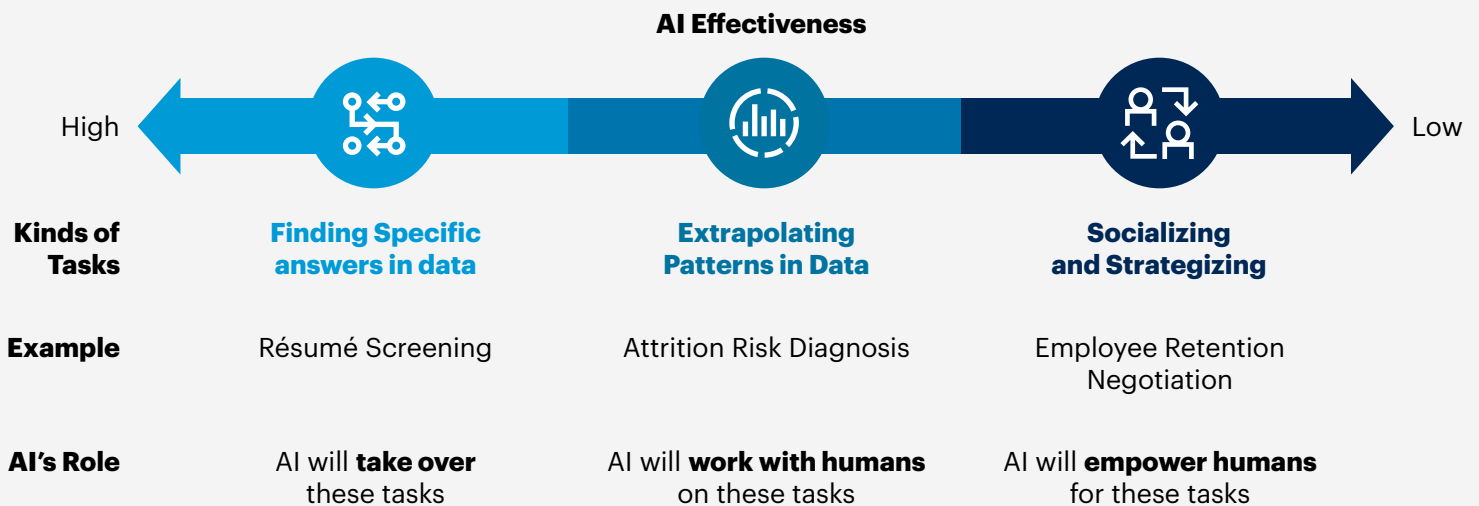 AI Effectiveness
High
Low
Kinds of
Tasks
Finding Specific
answers in data
Extrapolating
Patterns in Data
Socializing
and Strategizing
Example
Résumé Screening
Attrition Risk Diagnosis
Employee Retention
Negotiation
AI's Role
AI will take over
these tasks
AI will work with humans
on these tasks
AI will empower humans
for these tasks